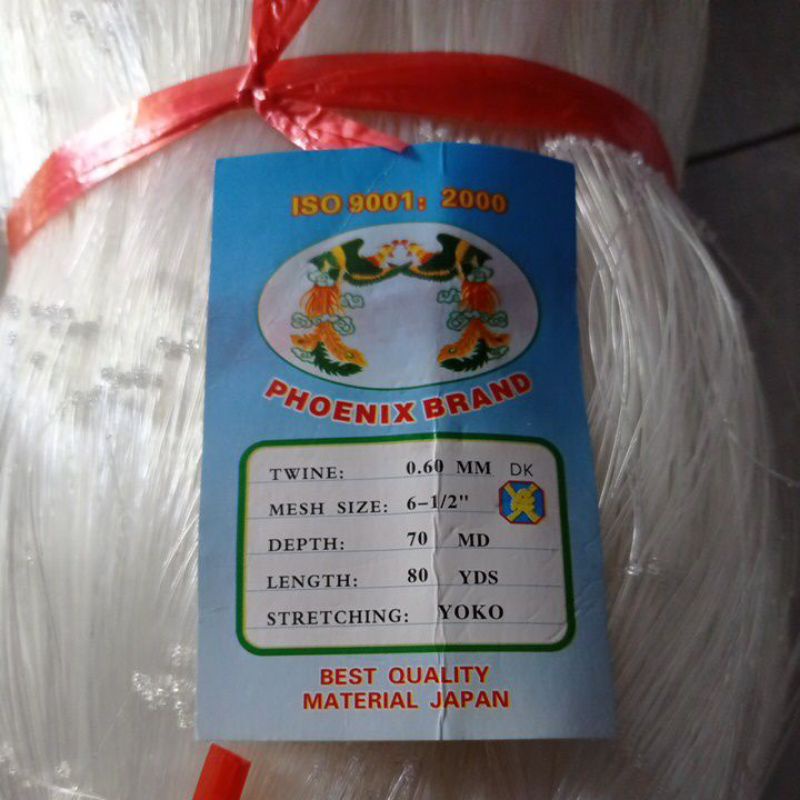 ISO 9001: 2000
PHOENIX BRAND
TWINE: 0.60 MM DK
MESH SIZE: 6-1/2"
DEPTH: 70 MD
LENGTH: 80 YDS
STRETCHING: YOKO
BEST QUALITY
MATERIAL JAPAN